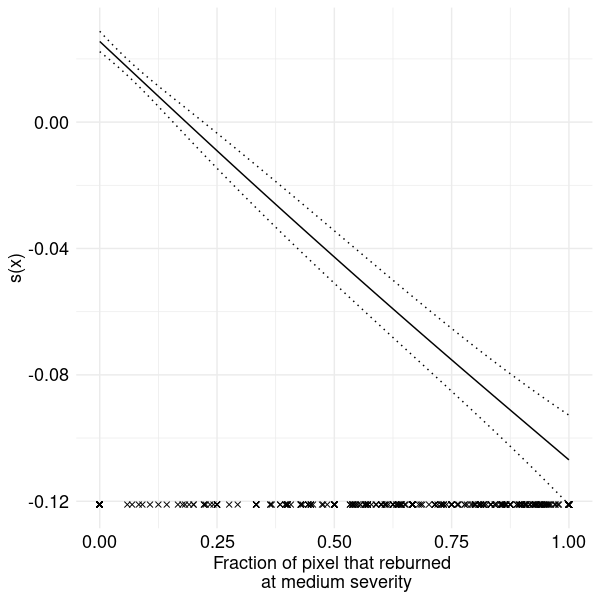 0.00
-0.04
-0.08
-0.12
s(x)
0.00 0.25 0.50 0.75 1.00
Fraction of pixel that reburned
at medium severity